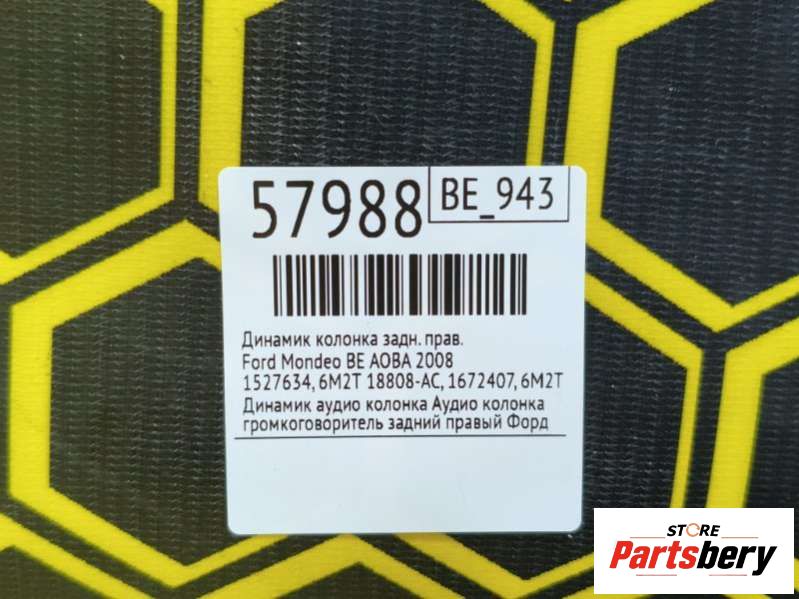 57988
BE_943
Динамик колонка задн. прав.
Ford Mondeo BE AOBA 2008
1527634, 6M2T 18808-AC, 1672407, 6M2T
Динамик аудио колонка Аудио колонка
громкоговоритель задний правый Форд
STORE
Partsbery